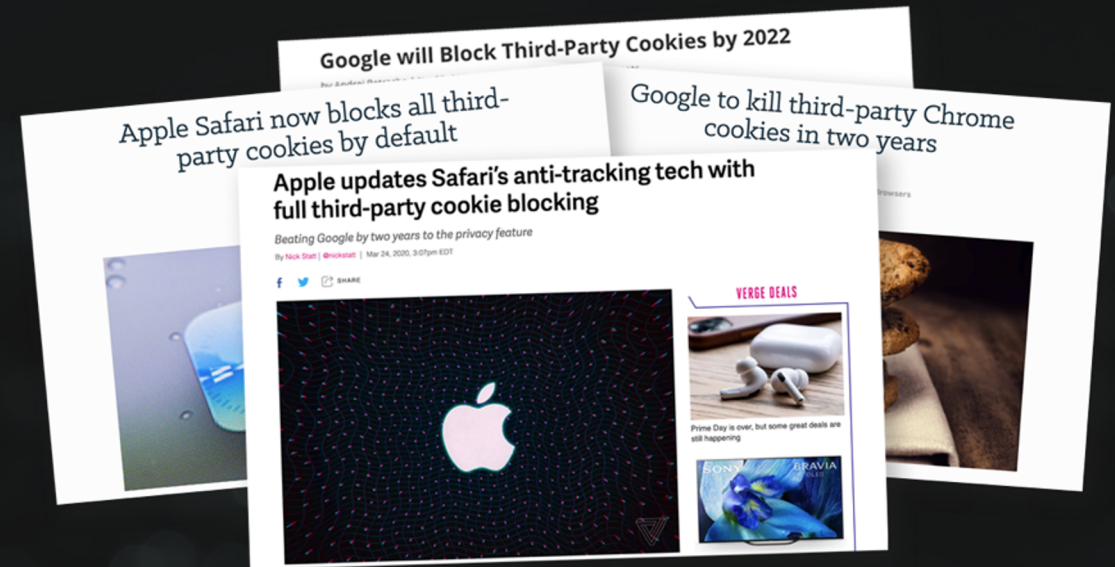 Google will Block Third-Party Cookies by 2022
Apple Safari now blocks all third-
party cookies by default
Google to kill third-party Chrome
cookies in two years
Browsers
Apple updates Safari's anti-tracking tech with
full third-party cookie blocking
Beating Google by two years to the privacy feature
By Nick Statt | @nickstatt | Mar 24, 2020, 3:07pm EDT
SHARE
VERGE DEALS
Prime Day is over, but some great deals are
still happening
SONY BRAVIA
OLED